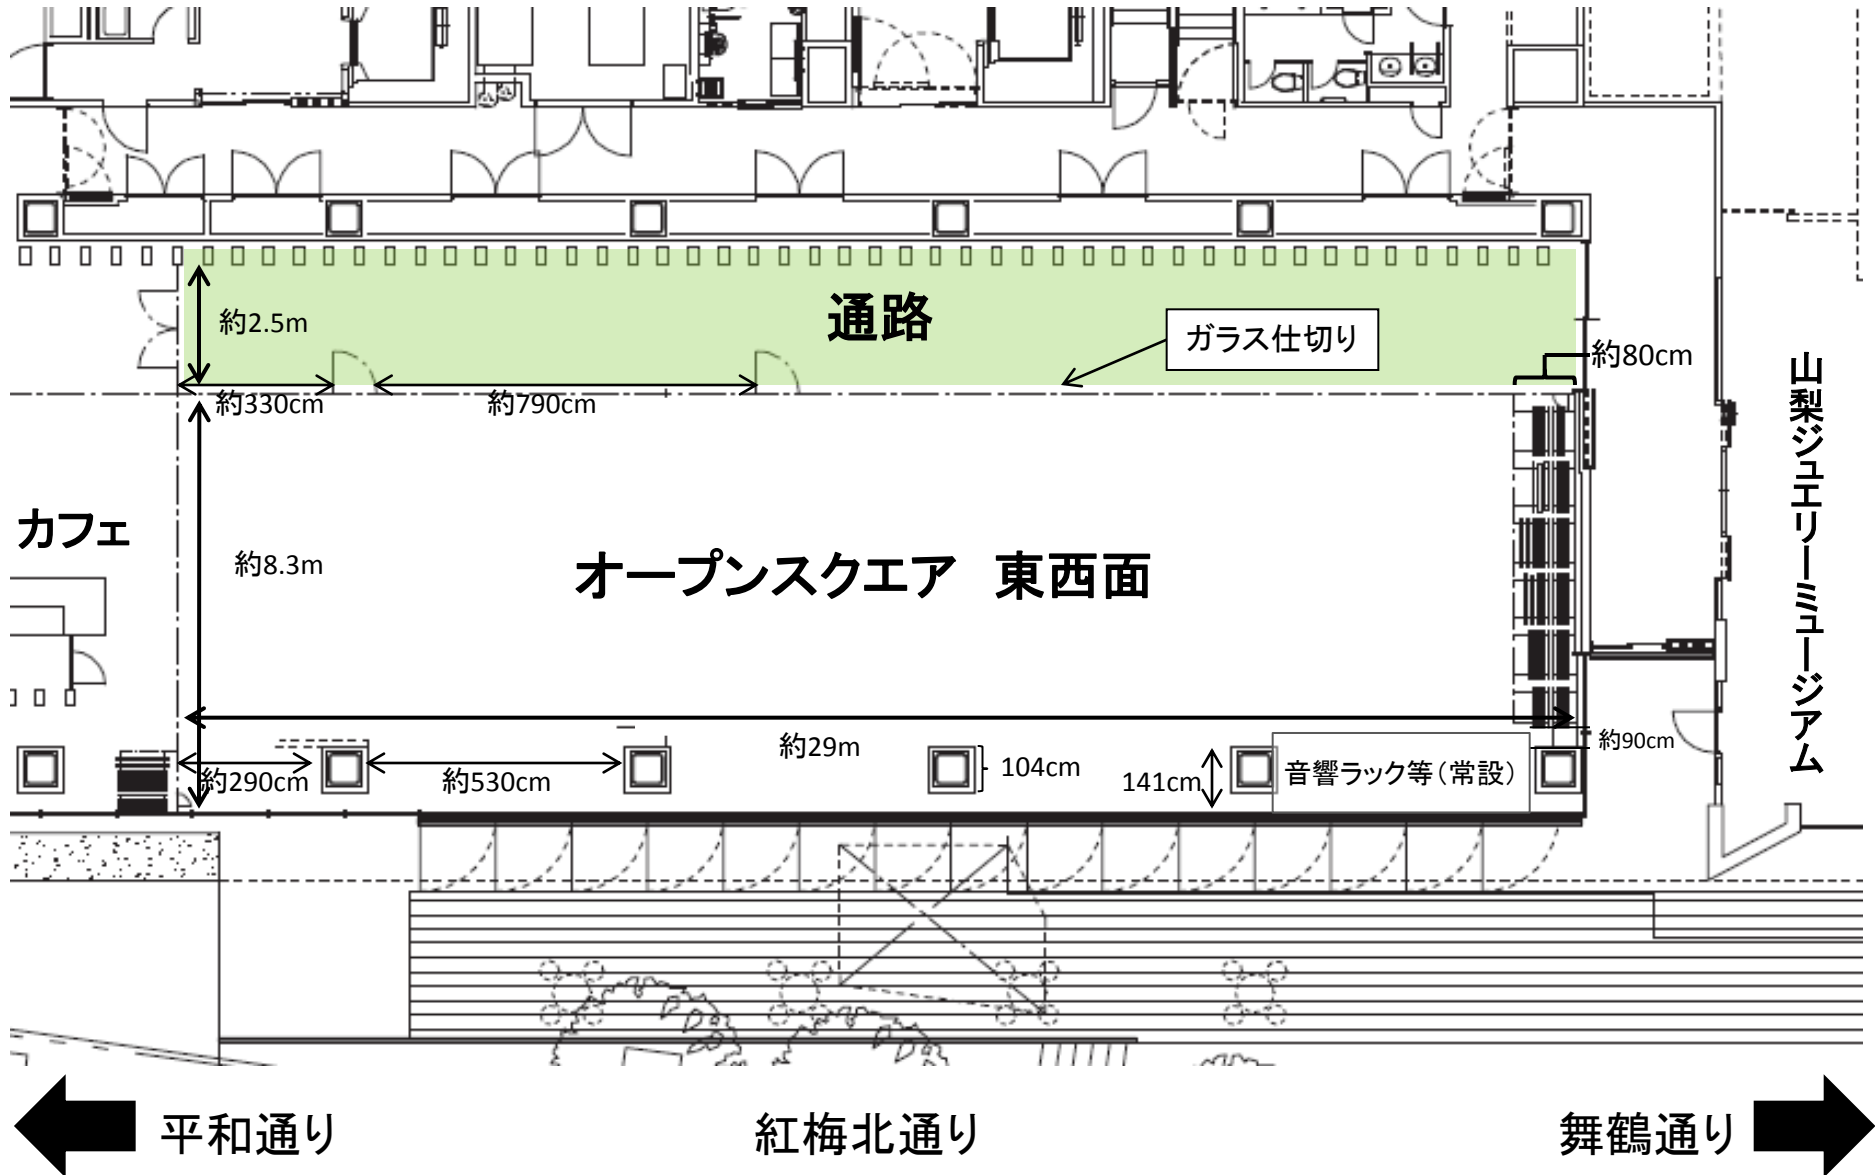 通路
約2.5m
ガラス仕切り
約80cm
約330cm
約790cm
山梨ジュエリーミュージアム
カフェ
約8.3m
オープンスクエア 東西面
約29m
約90cm
約290cm
約530cm
104cm
141cm
音響ラック等（常設）
平和通り
紅梅北通り
舞鶴通り